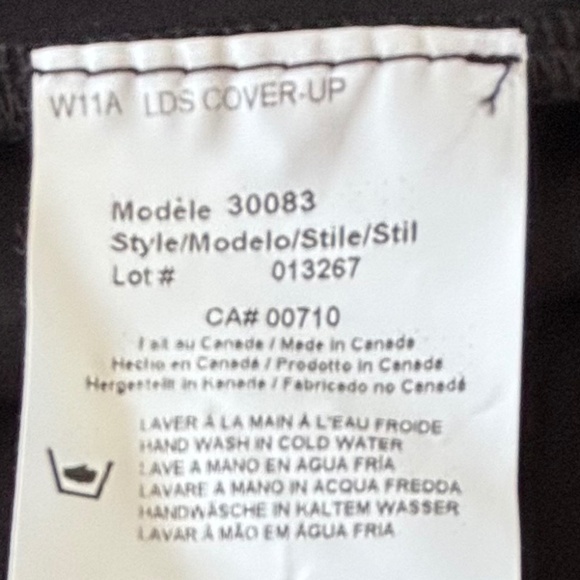 W11A LDS COVER-UP
Modèle 30083
Style/Modelo/Stile/Stil
Lot # 013267
CA# 00710
Fait au Canada / Made in Canada
Hecho en Canadá / Prodotto in Canada
Hergestellt in Kanada / Fabricado no Canadá
LAVER À LA MAIN À L'EAU FROIDE
HAND WASH IN COLD WATER
LAVE A MANO EN AGUA FRÍA
LAVARE A MANO IN ACQUA FREDDA
HANDWÄSCHE IN KALTEM WASSER
LAVAR À MÃO EM ÁGUA FRIA